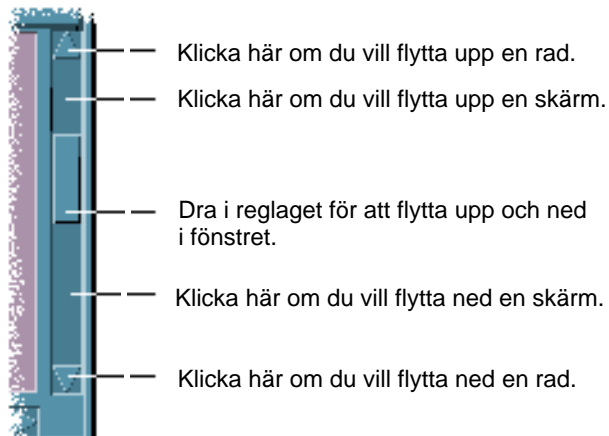 Klicka här om du vill flytta upp en rad.
Klicka här om du vill flytta upp en skärm.
Dra i reglaget för att flytta upp och ned
i fönstret.
Klicka här om du vill flytta ned en skärm.
Klicka här om du vill flytta ned en rad.